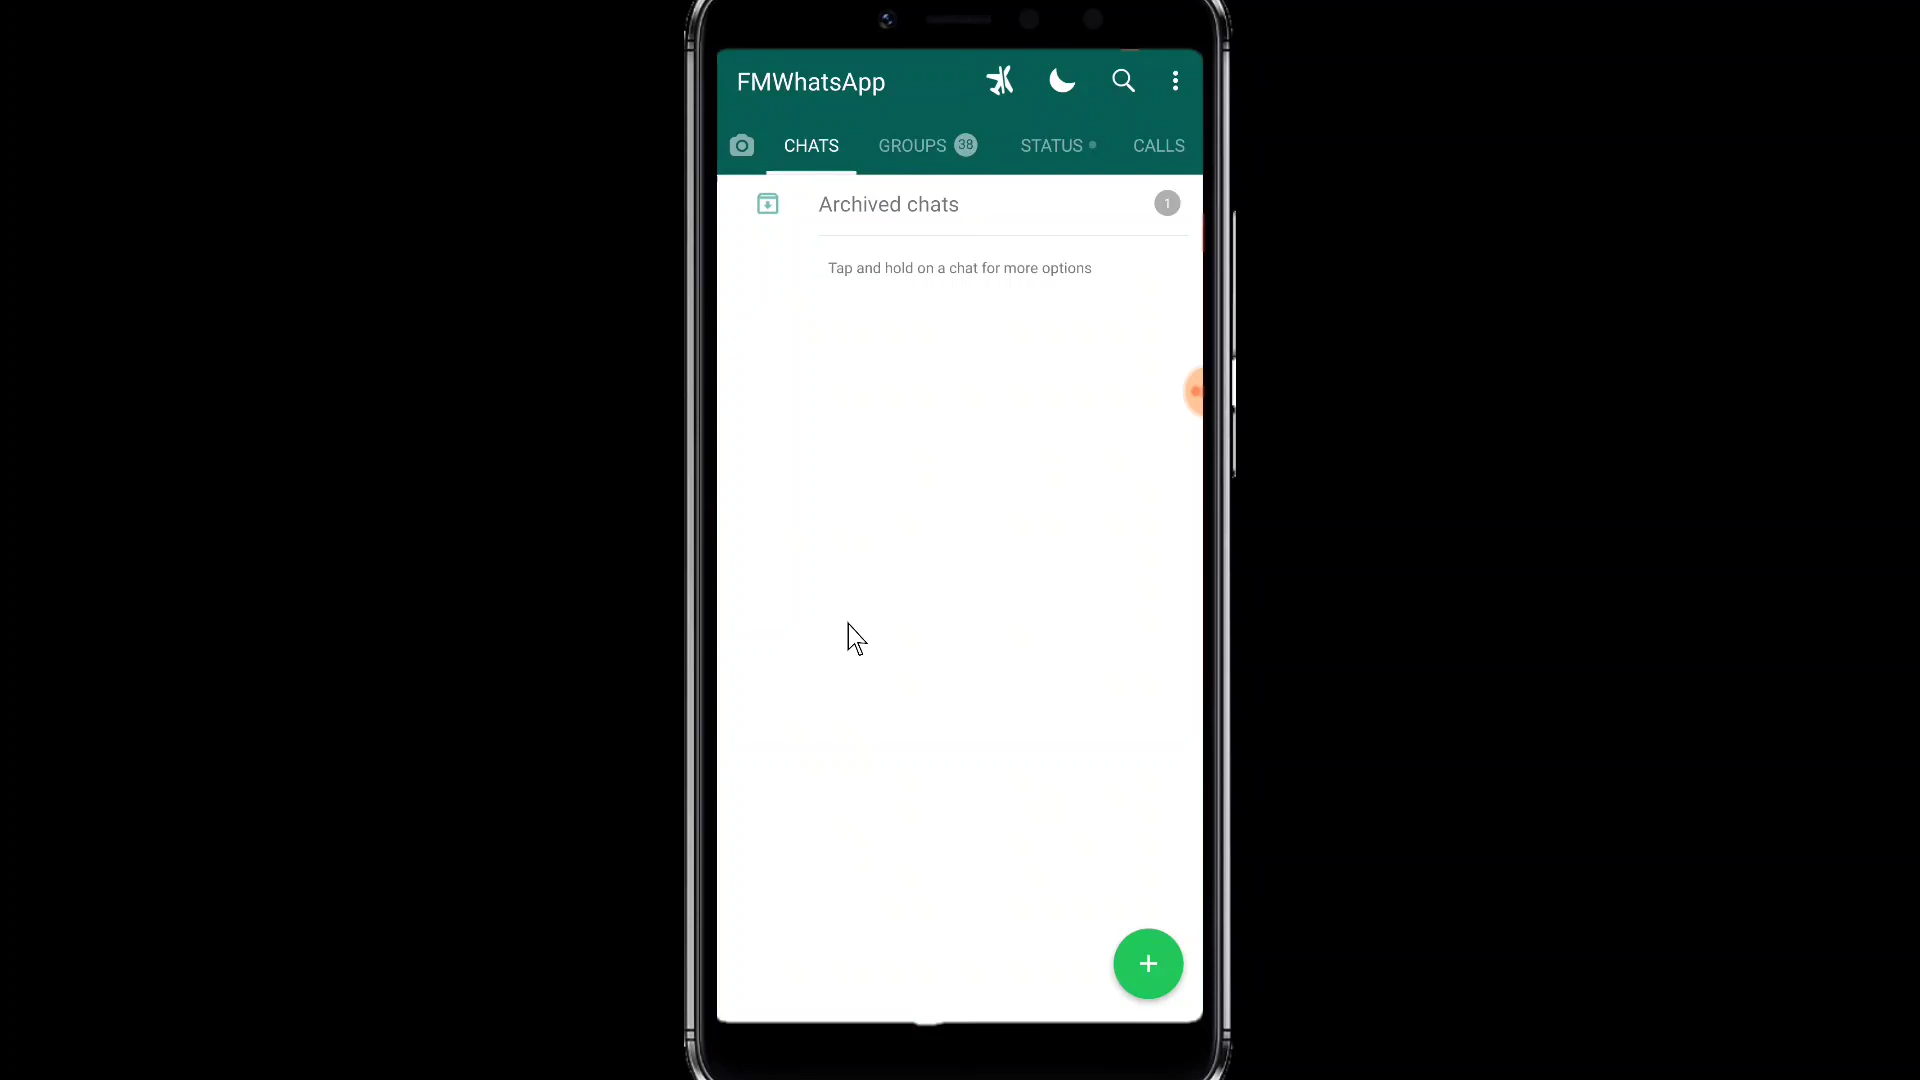 FMWhatsApp
CHATS GROUPS 38 STATUS CALLS
Archived chats 1
Tap and hold on a chat for more options